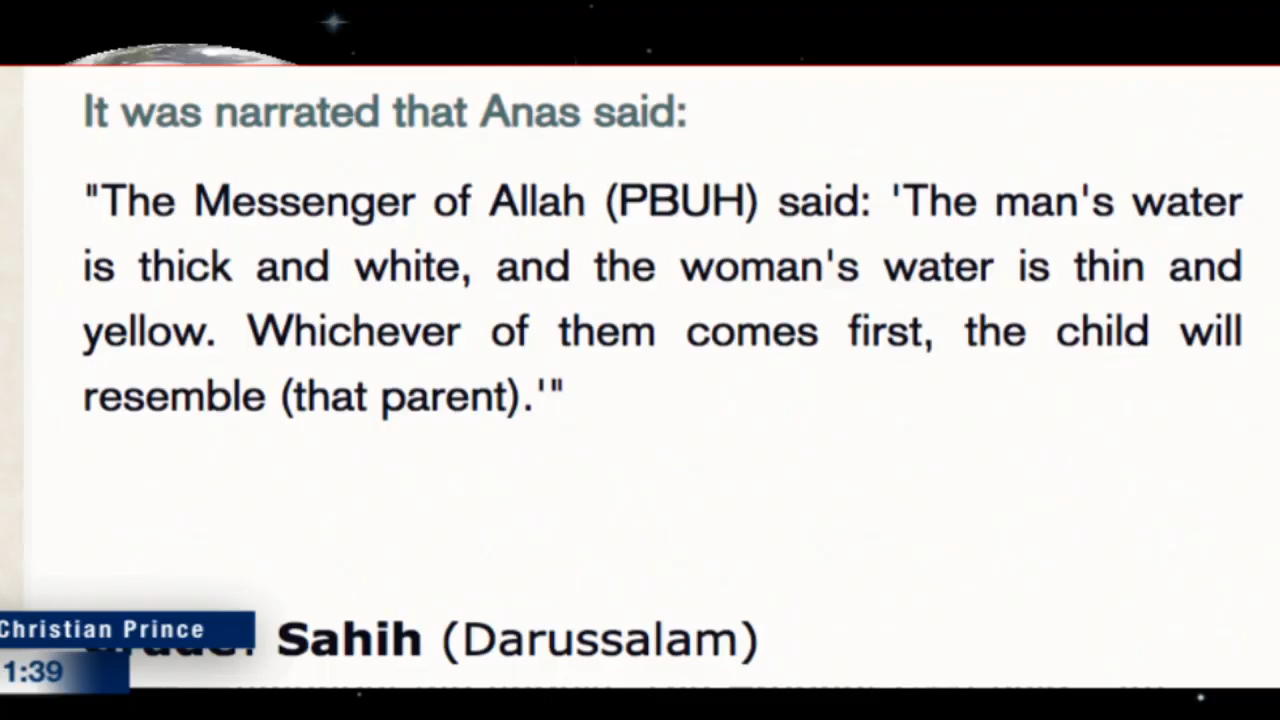 It was narrated that Anas said:
"The Messenger of Allah (PBUH) said: 'The man's water
is thick and white, and the woman's water is thin and
yellow. Whichever of them comes first, the child will
resemble (that parent).'"
Sahih (Darussalam)
Christian Prince
1:39